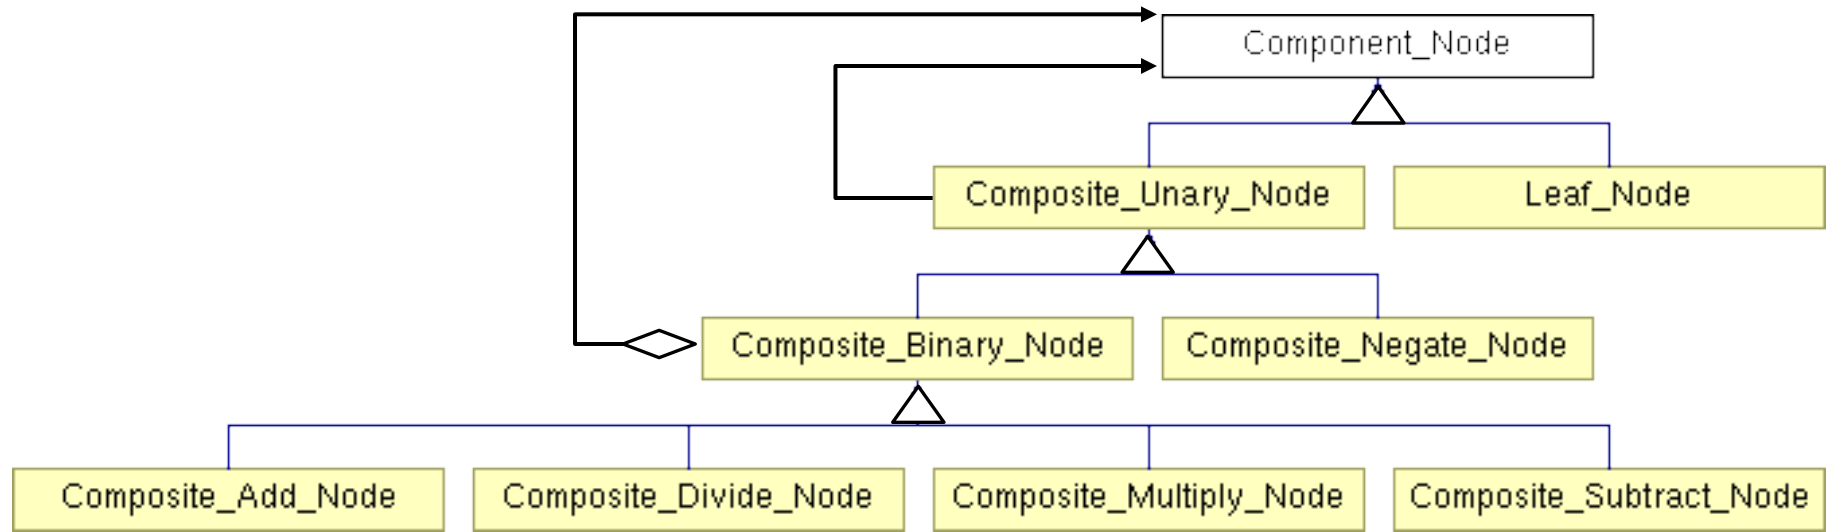 Component_Node
Composite_Unary_Node
Leaf_Node
Composite_Binary_Node
Composite_Negate_Node
Composite_Add_Node
Composite_Divide_Node
Composite_Multiply_Node
Composite_Subtract_Node